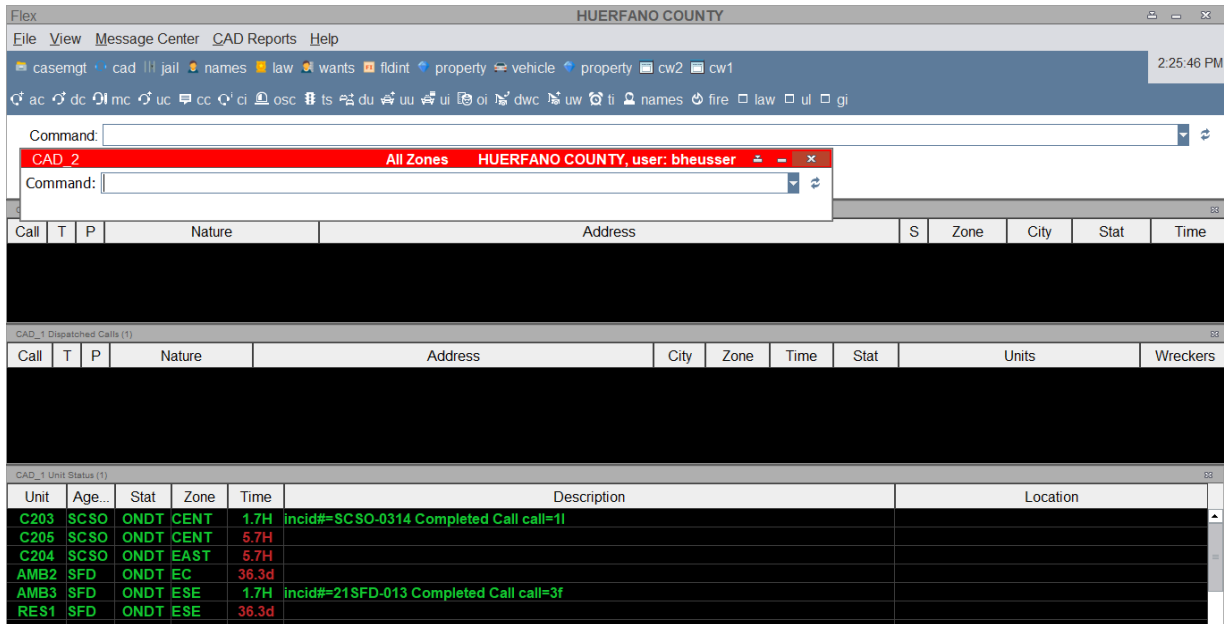 Flex HUERFANO COUNTY
File View Message Center CAD Reports Help
casemgt cad jail names law wants fldint property vehicle property cw2 cw1 2:25:46 PM
ac dc mc uc cc ci osc ts du uu ui oi dwc uw ti names fire law ul gi
Command:
CAD_2 All Zones HUERFANO COUNTY, user: bheusser
Command:
Call T P Nature Address S Zone City Stat Time
CAD_1 Dispatched Calls (1)
Call T P Nature Address City Zone Time Stat Units Wreckers
CAD_1 Unit Status (1)
Unit Age... Stat Zone Time Description Location
C203 SCSO ONDT CENT 1.7H incid#=SCSO-0314 Completed Call call=1l
C205 SCSO ONDT CENT 5.7H
C204 SCSO ONDT EAST 5.7H
AMB2 SFD ONDT EC 36.3d
AMB3 SFD ONDT ESE 1.7H incid#=21SFD-013 Completed Call call=3f
RES1 SFD ONDT ESE 36.3d